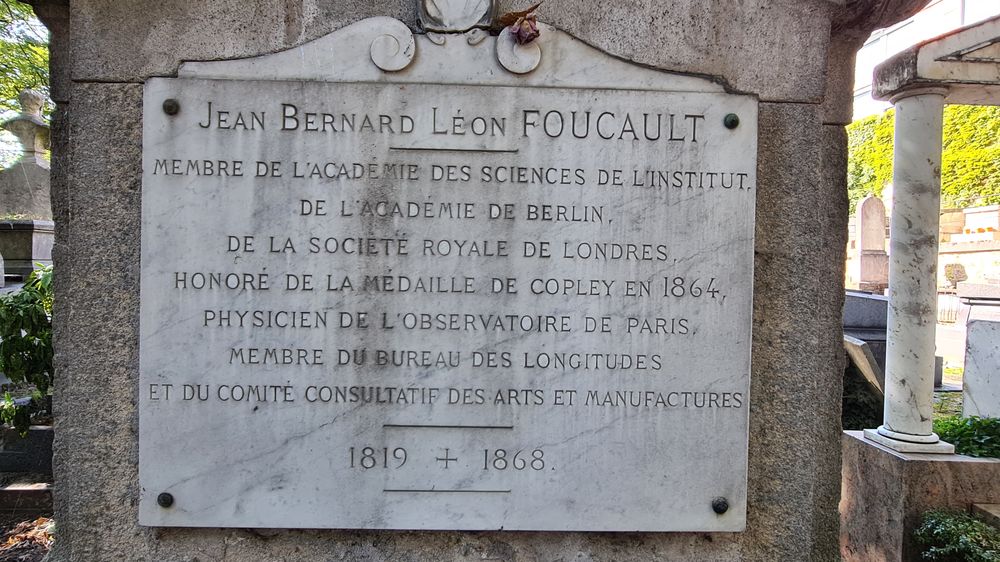 JEAN BERNARD LÉON FOUCAULT
MEMBRE DE L'ACADÉMIE DES SCIENCES DE L'INSTITUT.
DE L'ACADÉMIE DE BERLIN,
DE LA SOCIÉTÉ ROYALE DE LONDRES,
HONORÉ DE LA MÉDAILLE DE COPLEY EN 1864,
PHYSICIEN DE L'OBSERVATOIRE DE PARIS,
MEMBRE DU BUREAU DES LONGITUDES
ET DU COMITÉ CONSULTATIF DES ARTS ET MANUFACTURES
1819 + 1868.